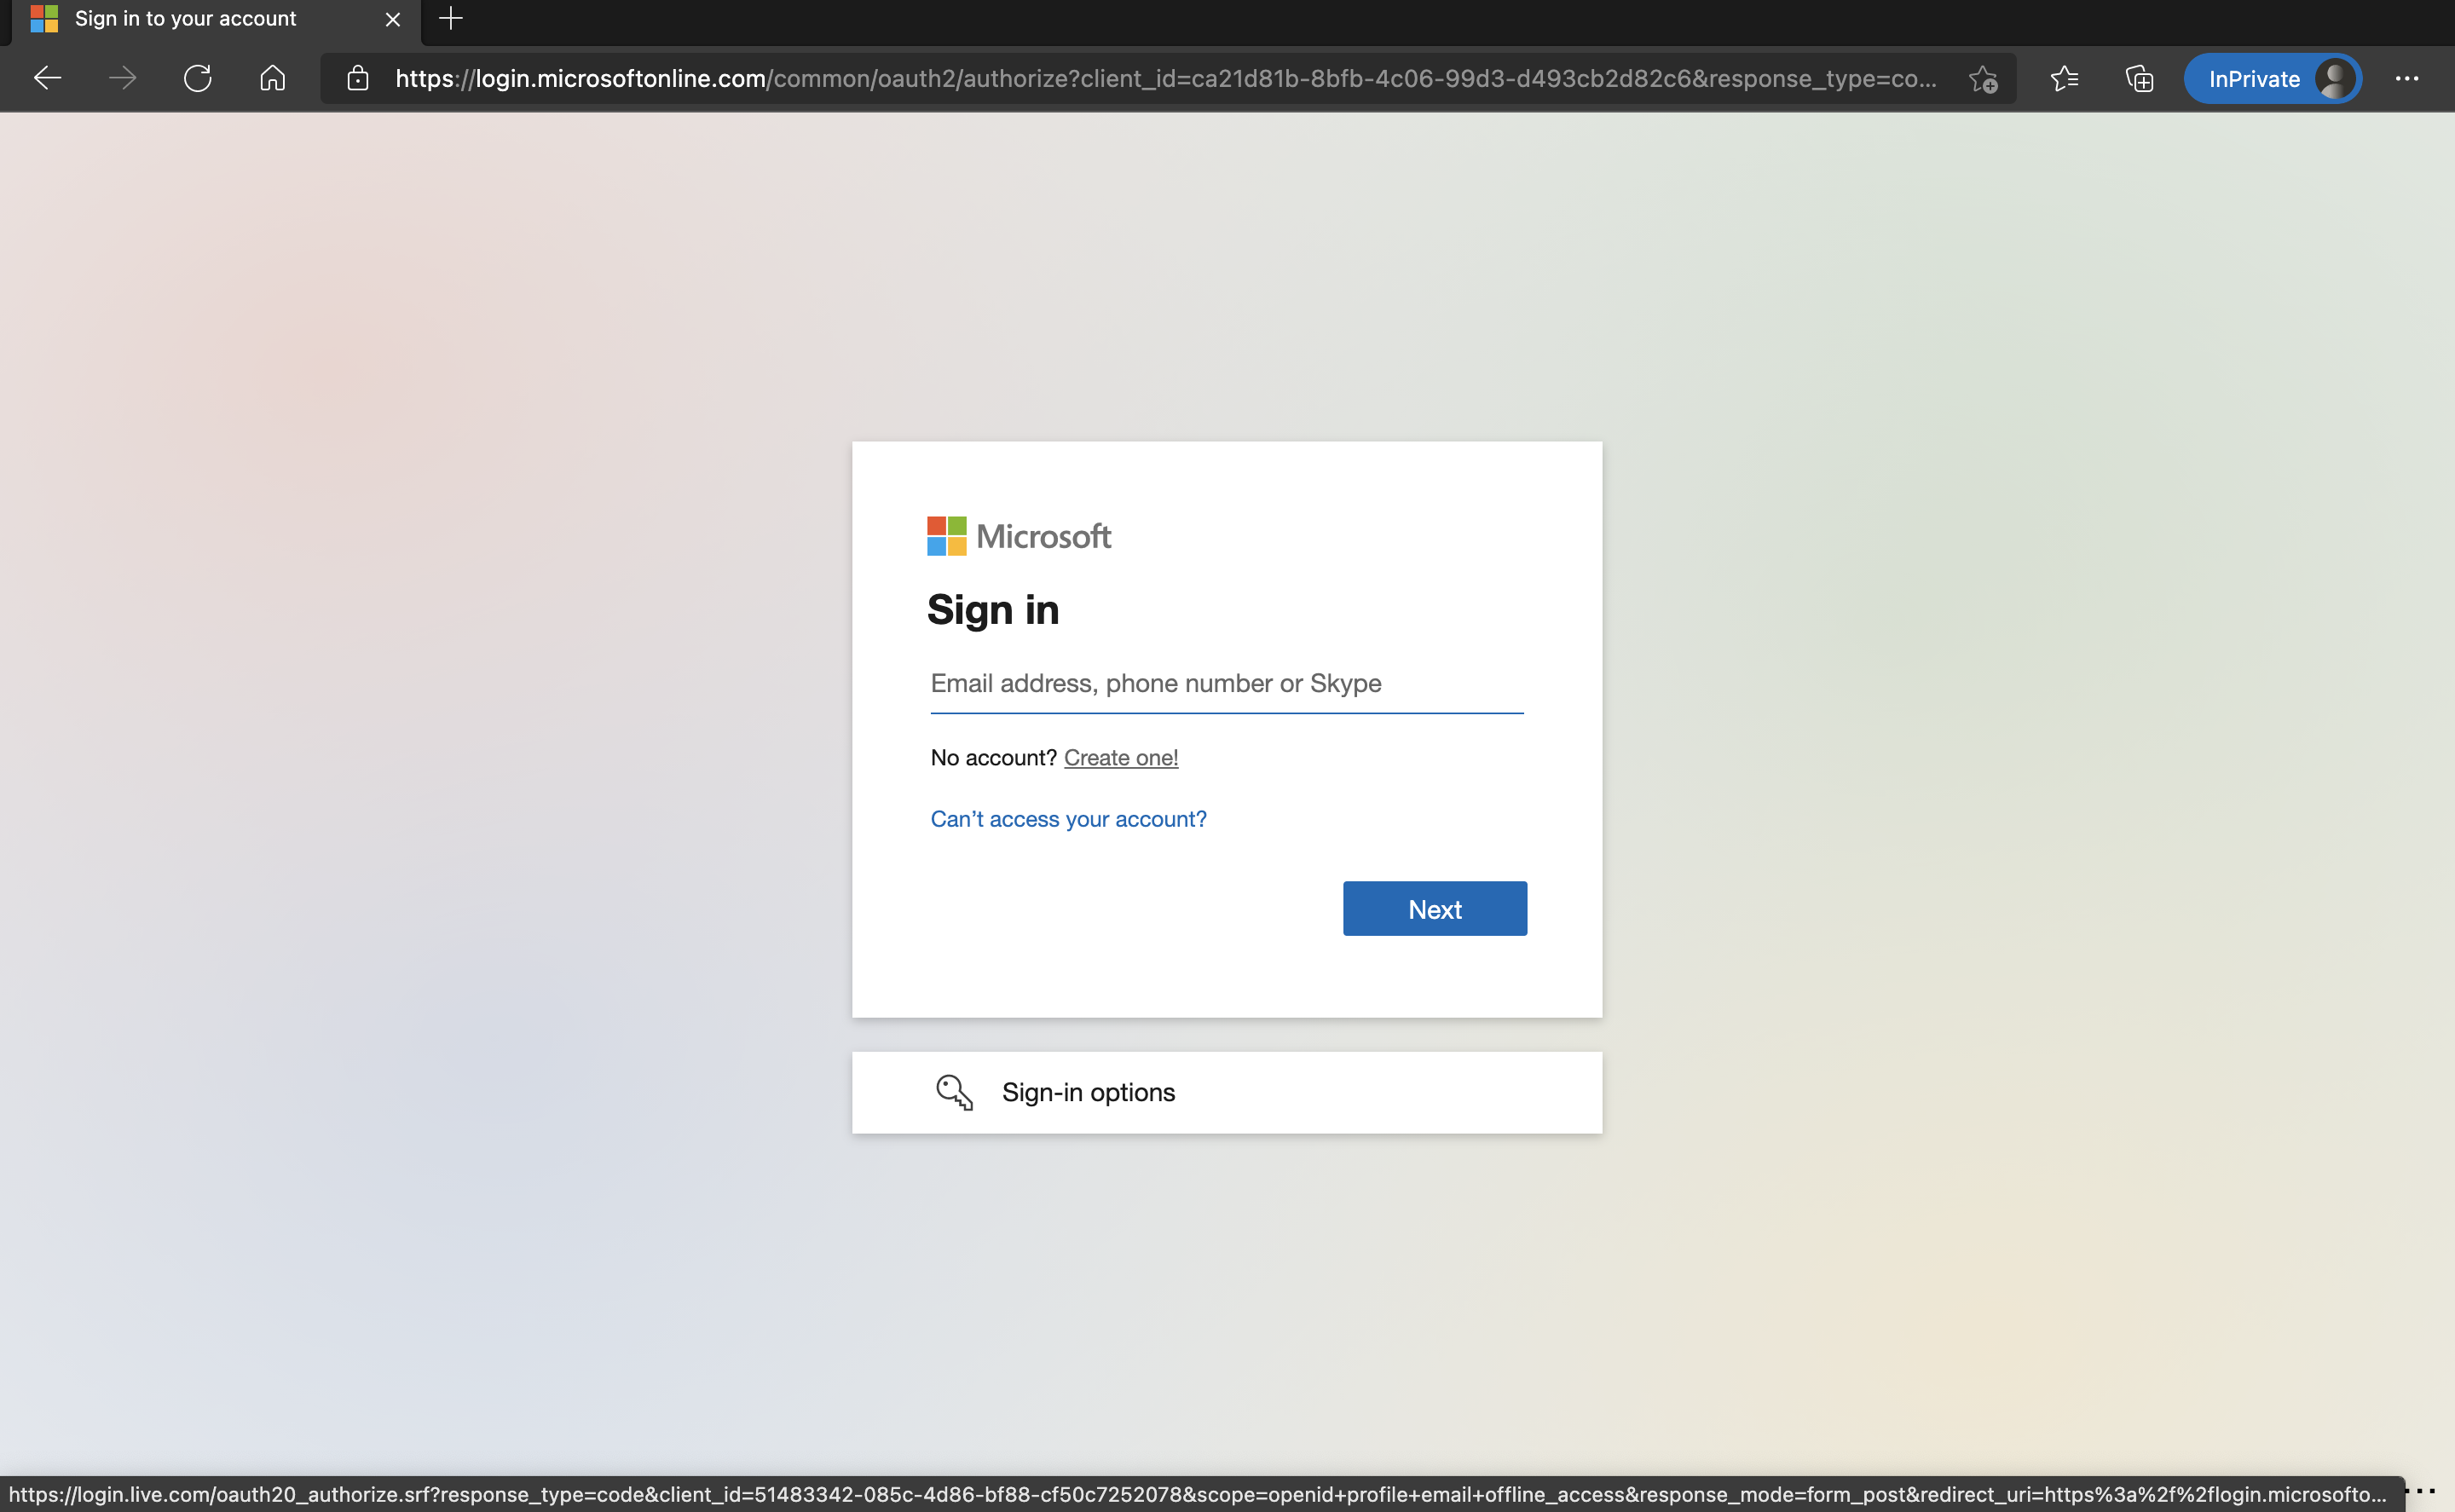 Sign in to your account
https://login.microsoftonline.com/common/oauth2/authorize?client_id=ca21d81b-8bfb-4c06-99d3-d493cb2d82c6&response_type=co...
InPrivate
Microsoft
Sign in
Email address, phone number or Skype
No account? Create one!
Can’t access your account?
Next
Sign-in options
https://login.live.com/oauth20_authorize.srf?response_type=code&client_id=51483342-085c-4d86-bf88-cf50c7252078&scope=openid+profile+email+offline_access&response_mode=form_post&redirect_uri=https%3a%2f%2flogin.microsofto...